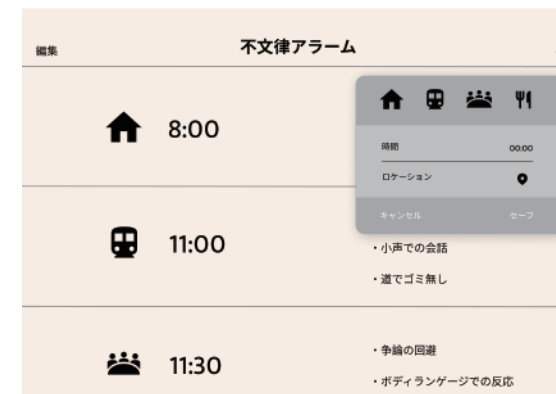 編集
不文律アラーム
8:00
時間 00:00
ロケーション
キャンセル セーフ
11:00
・小声での会話
・道でゴミ無し
11:30
・争論の回避
・ボディランゲージでの反応